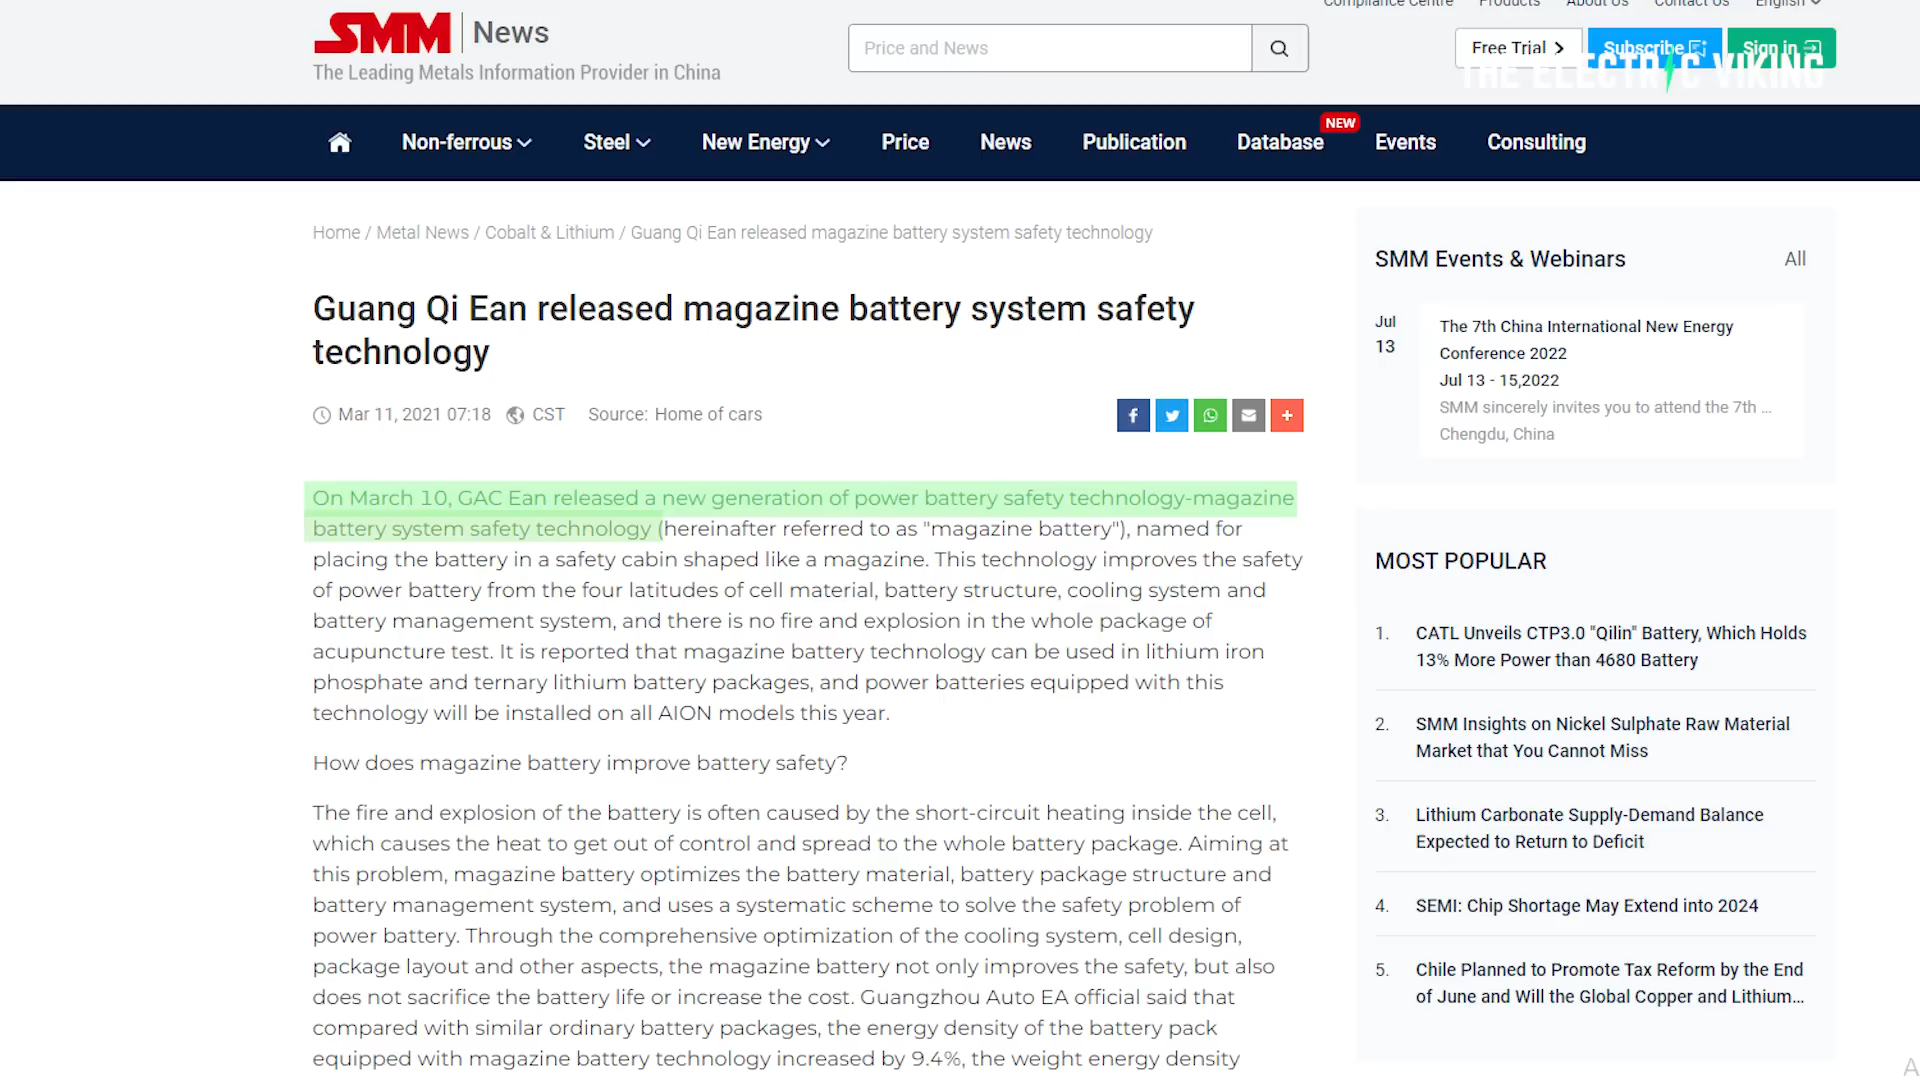 Compliance Centre Products About Us Contact Us English
SMM News
The Leading Metals Information Provider in China
Price and News
Free Trial Subscribe Sign in
THE ELECTRIC VIKING
Non-ferrous Steel New Energy Price News Publication Database NEW Events Consulting
Home / Metal News / Cobalt & Lithium / Guang Qi Ean released magazine battery system safety technology
Guang Qi Ean released magazine battery system safety
technology
Mar 11, 2021 07:18 CST Source: Home of cars
On March 10, GAC Ean released a new generation of power battery safety technology-magazine
battery system safety technology (hereinafter referred to as "magazine battery"), named for
placing the battery in a safety cabin shaped like a magazine. This technology improves the safety
of power battery from the four latitudes of cell material, battery structure, cooling system and
battery management system, and there is no fire and explosion in the whole package of
acupuncture test. It is reported that magazine battery technology can be used in lithium iron
phosphate and ternary lithium battery packages, and power batteries equipped with this
technology will be installed on all AION models this year.
How does magazine battery improve battery safety?
The fire and explosion of the battery is often caused by the short-circuit heating inside the cell,
which causes the heat to get out of control and spread to the whole battery package. Aiming at
this problem, magazine battery optimizes the battery material, battery package structure and
battery management system, and uses a systematic scheme to solve the safety problem of
power battery. Through the comprehensive optimization of the cooling system, cell design,
package layout and other aspects, the magazine battery not only improves the safety, but also
does not sacrifice the battery life or increase the cost. Guangzhou Auto EA official said that
compared with similar ordinary battery packages, the energy density of the battery pack
equipped with magazine battery technology increased by 9.4%, the weight energy density
SMM Events & Webinars All
Jul
13
The 7th China International New Energy
Conference 2022
Jul 13 - 15,2022
SMM sincerely invites you to attend the 7th ...
Chengdu, China
MOST POPULAR
1. CATL Unveils CTP3.0 "Qilin" Battery, Which Holds
13% More Power than 4680 Battery
2. SMM Insights on Nickel Sulphate Raw Material
Market that You Cannot Miss
3. Lithium Carbonate Supply-Demand Balance
Expected to Return to Deficit
4. SEMI: Chip Shortage May Extend into 2024
5. Chile Planned to Promote Tax Reform by the End
of June and Will the Global Copper and Lithium...
A